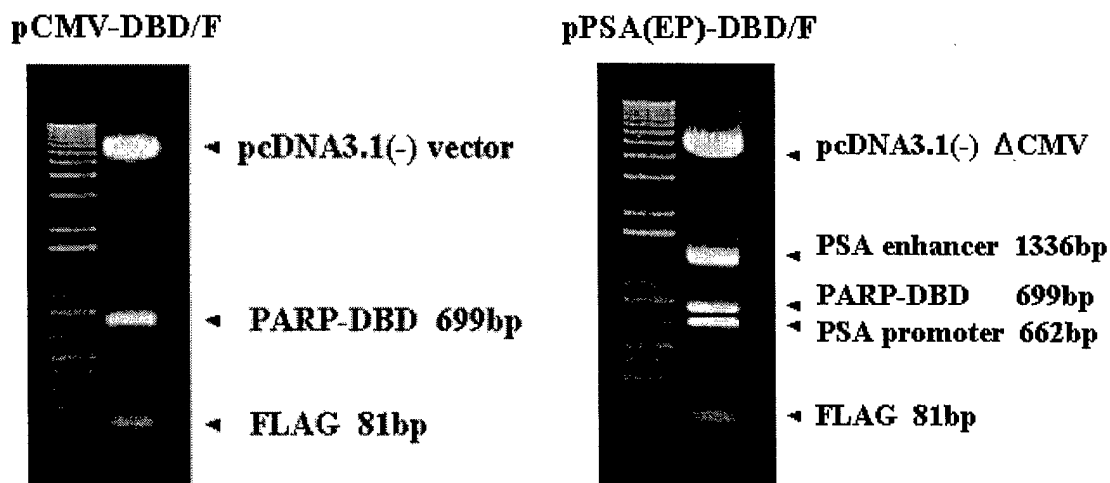 pCMV-DBD/F
pcDNA3.1(-) vector
PARP-DBD 699bp
FLAG 81bp
pPSA(EP)-DBD/F
pcDNA3.1(-) ΔCMV
PSA enhancer 1336bp
PARP-DBD 699bp
PSA promoter 662bp
FLAG 81bp